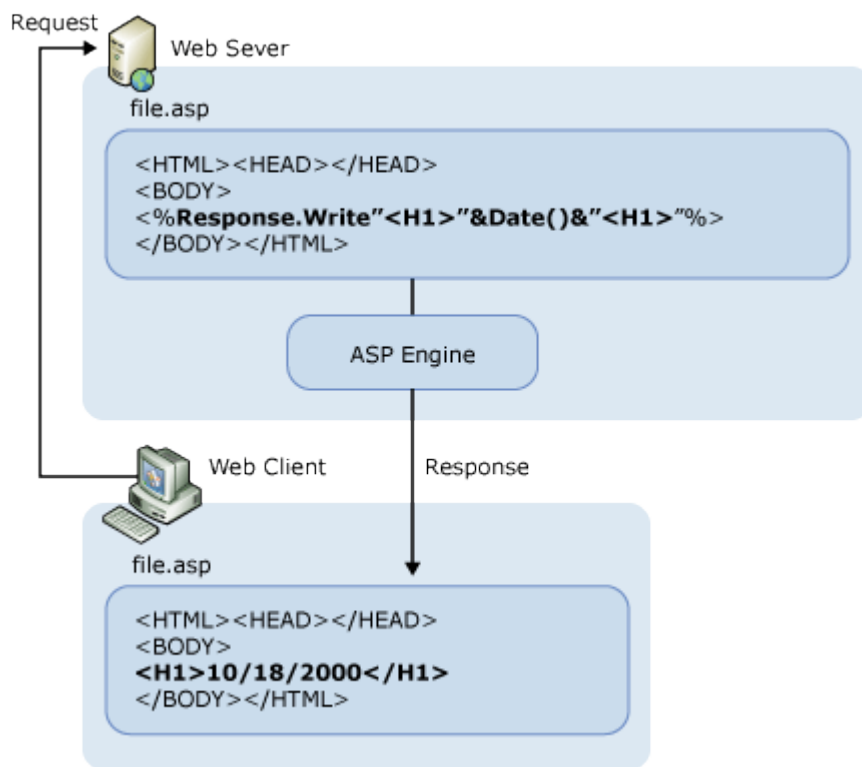 Request
Web Sever
file.asp
<HTML><HEAD></HEAD>
<BODY>
<%Response.Write”<H1>”&Date()&”<H1>”%>
</BODY></HTML>
ASP Engine
Web Client
Response
file.asp
<HTML><HEAD></HEAD>
<BODY>
<H1>10/18/2000</H1>
</BODY></HTML>